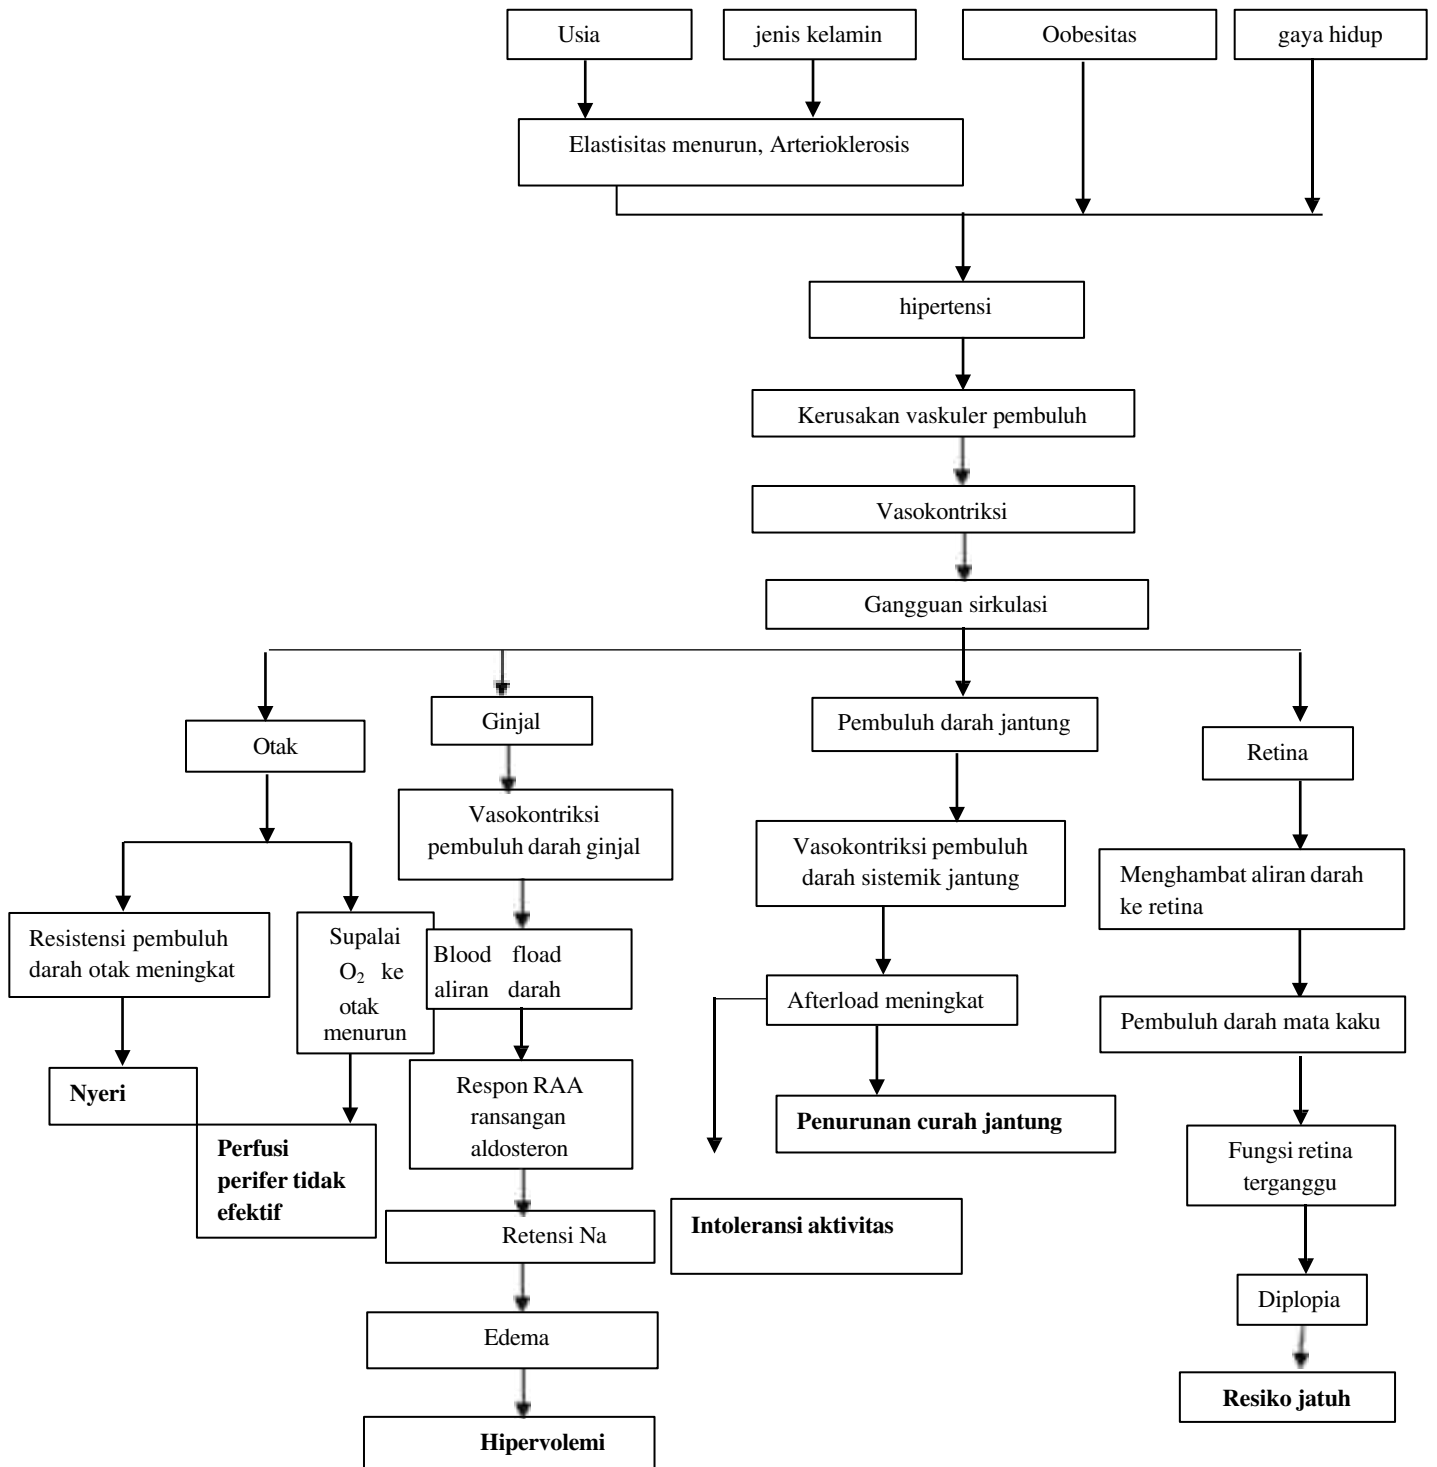 Usia
jenis kelamin
Oobesitas
gaya hidup
Elastisitas menurun, Arterioklerosis
hipertensi
Kerusakan vaskuler pembuluh
Vasokontriksi
Gangguan sirkulasi
Otak
Ginjal
Pembuluh darah jantung
Retina
Vasokontriksi
pembuluh darah ginjal
Vasokontriksi pembuluh
darah sistemik jantung
Menghambat aliran darah
ke retina
Resistensi pembuluh
darah otak meningkat
Supalai
O₂ ke
otak
menurun
Blood fload
aliran darah
Afterload meningkat
Pembuluh darah mata kaku
Nyeri
Perfusi
perifer tidak
efektif
Respon RAA
ransangan
aldosteron
Penurunan curah jantung
Fungsi retina
terganggu
Retensi Na
Intoleransi aktivitas
Diplopia
Edema
Resiko jatuh
Hipervolemi